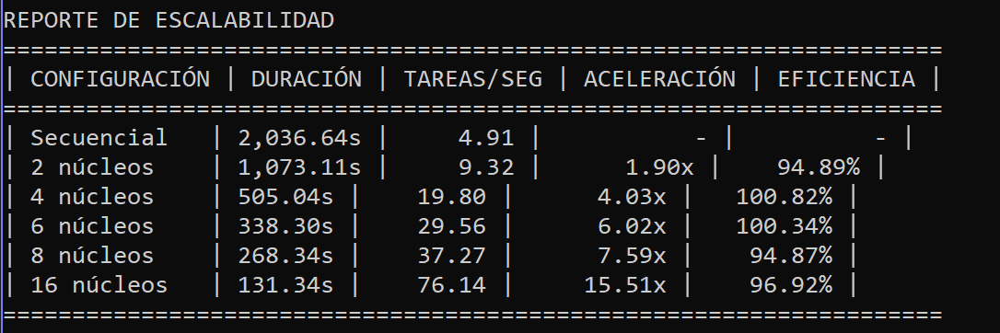 REPORTE DE ESCALABILIDAD
====================================================================
| CONFIGURACIÓN | DURACIÓN | TAREAS/SEG | ACELERACIÓN | EFICIENCIA |
====================================================================
| Secuencial   | 2,036.64s |     4.91 |           - |          - |
| 2 núcleos    | 1,073.11s |     9.32 |      1.90x |    94.89% |
| 4 núcleos    | 505.04s |    19.80 |      4.03x |   100.82% |
| 6 núcleos    | 338.30s |    29.56 |      6.02x |   100.34% |
| 8 núcleos    | 268.34s |    37.27 |      7.59x |    94.87% |
| 16 núcleos   | 131.34s |    76.14 |     15.51x |    96.92% |
====================================================================